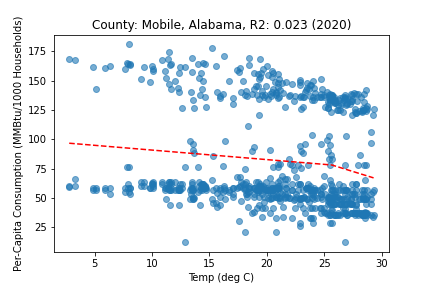 County: Mobile, Alabama, R2: 0.023 (2020)
Per-Capita Consumption (MMBtu/1000 Households)
175
150
125
100
75
50
25
5 10 15 20 25 30
Temp (deg C)